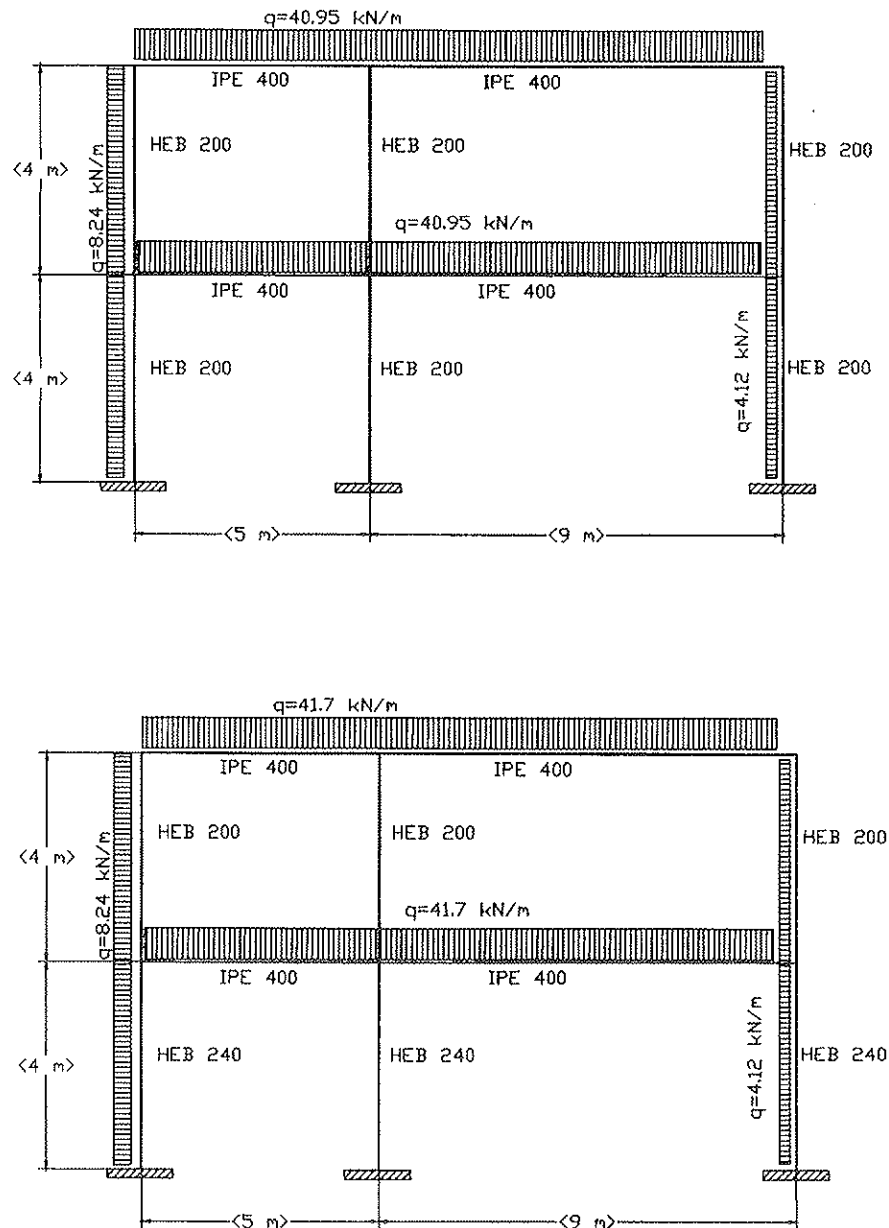 q=40.95 kN/m
IPE 400
IPE 400
HEB 200
HEB 200
HEB 200
<4 m>
q=8.24 kN/m
q=40.95 kN/m
IPE 400
IPE 400
<4 m>
HEB 200
HEB 200
q=4.12 kN/m
HEB 200
<5 m>
<9 m>
q=41.7 kN/m
IPE 400
IPE 400
HEB 200
HEB 200
HEB 200
<4 m>
q=8.24 kN/m
q=41.7 kN/m
IPE 400
IPE 400
<4 m>
HEB 240
HEB 240
q=4.12 kN/m
HEB 240
<5 m>
<9 m>